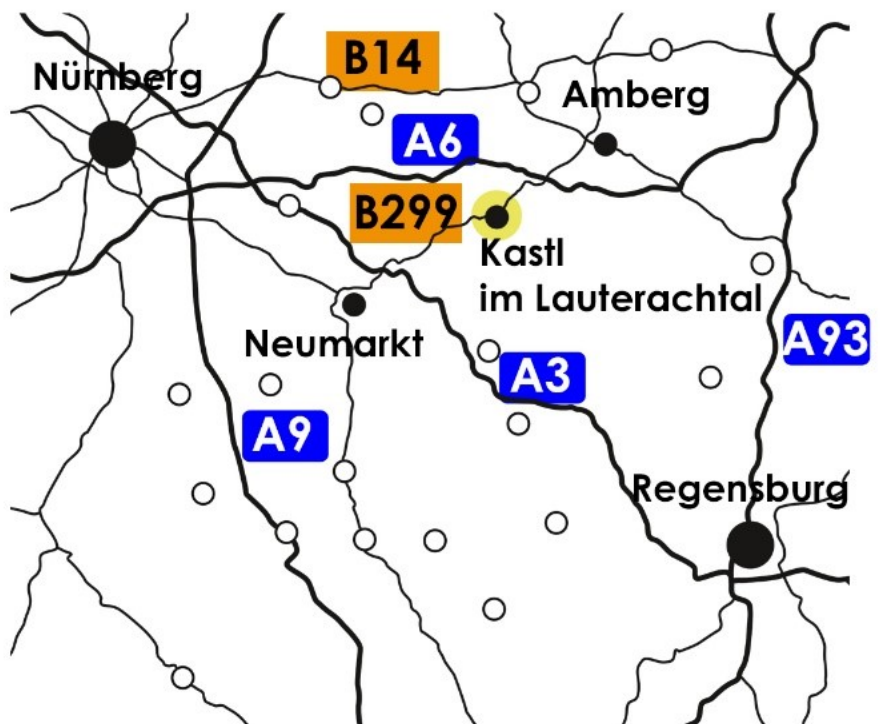 B14
Nürnberg
Amberg
A6
B299
Kastl
im Lauterachtal
Neumarkt
A93
A3
A9
Regensburg